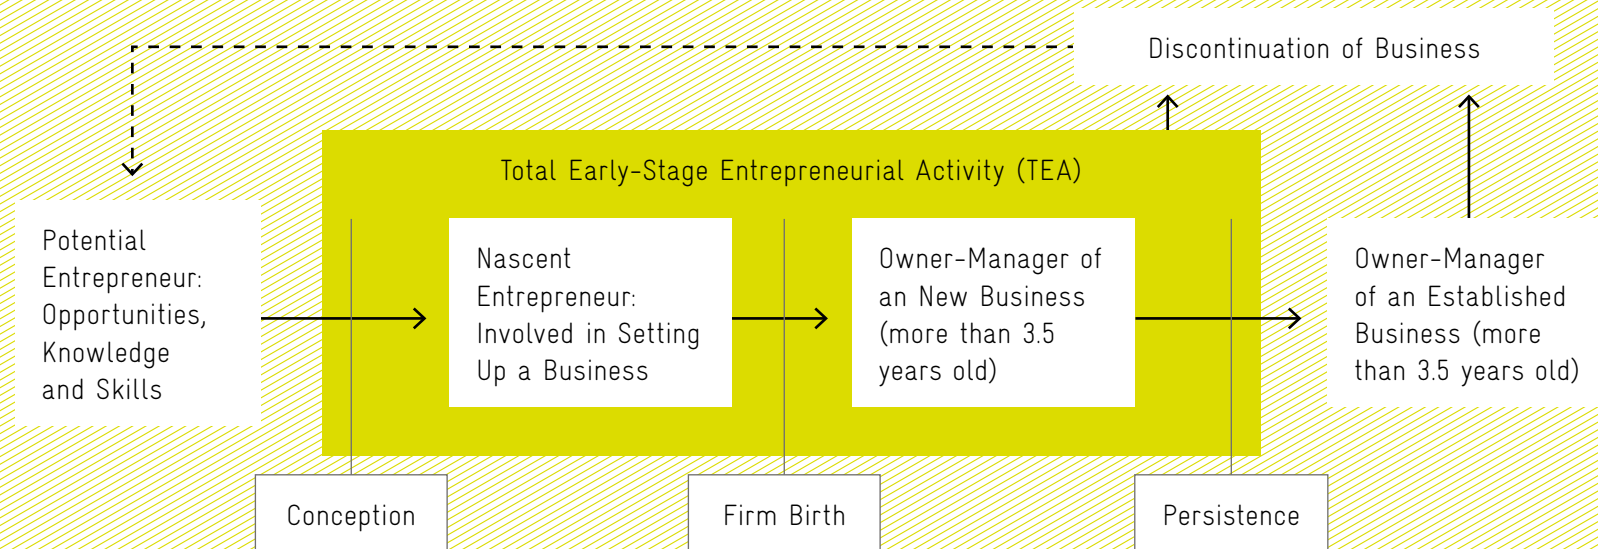 Discontinuation of Business
Total Early-Stage Entrepreneurial Activity (TEA)
Potential
Entrepreneur:
Opportunities,
Knowledge
and Skills
Nascent
Entrepreneur:
Involved in Setting
Up a Business
Owner-Manager of
an New Business
(more than 3.5
years old)
Owner-Manager
of an Established
Business (more
than 3.5 years old)
Conception
Firm Birth
Persistence